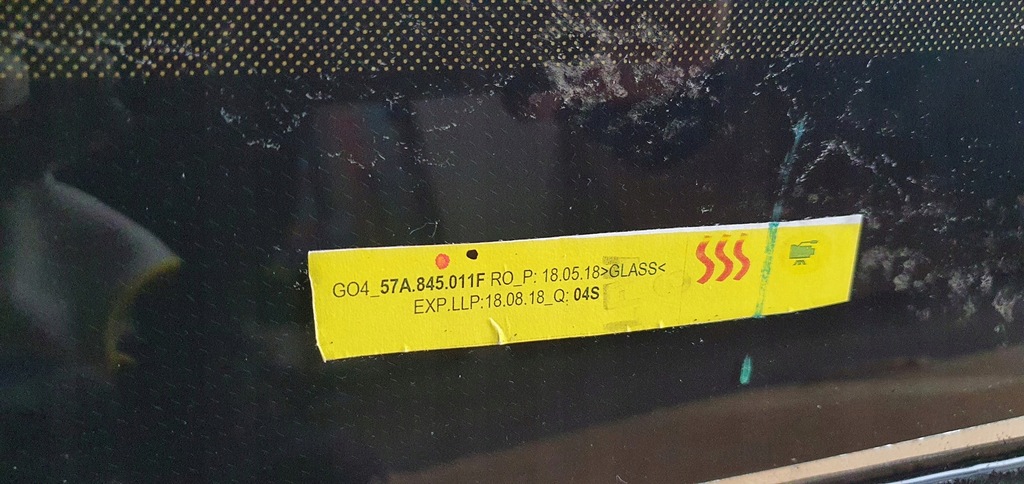 GO4_57A.845.011F RO_P: 18.05.18>GLASS<
EXP.LLP:18.08.18_Q: 04S